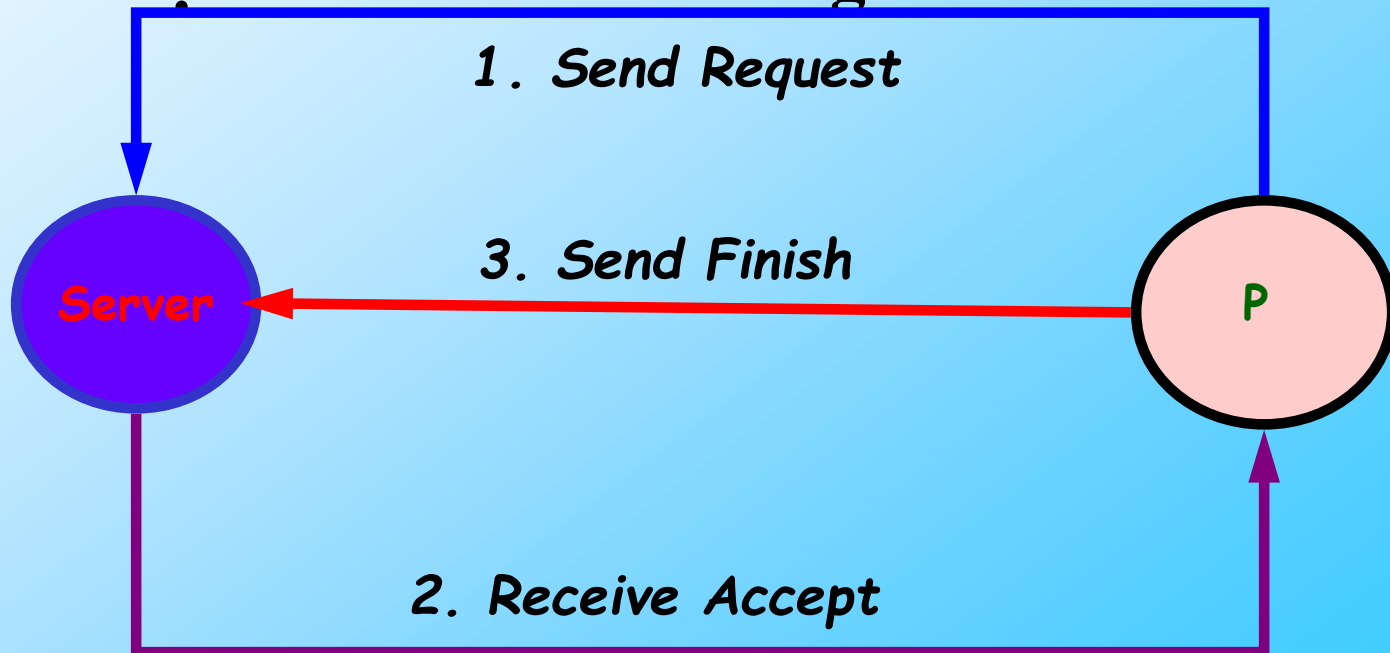 1. Send Request
3. Send Finish
Server
P
2. Receive Accept